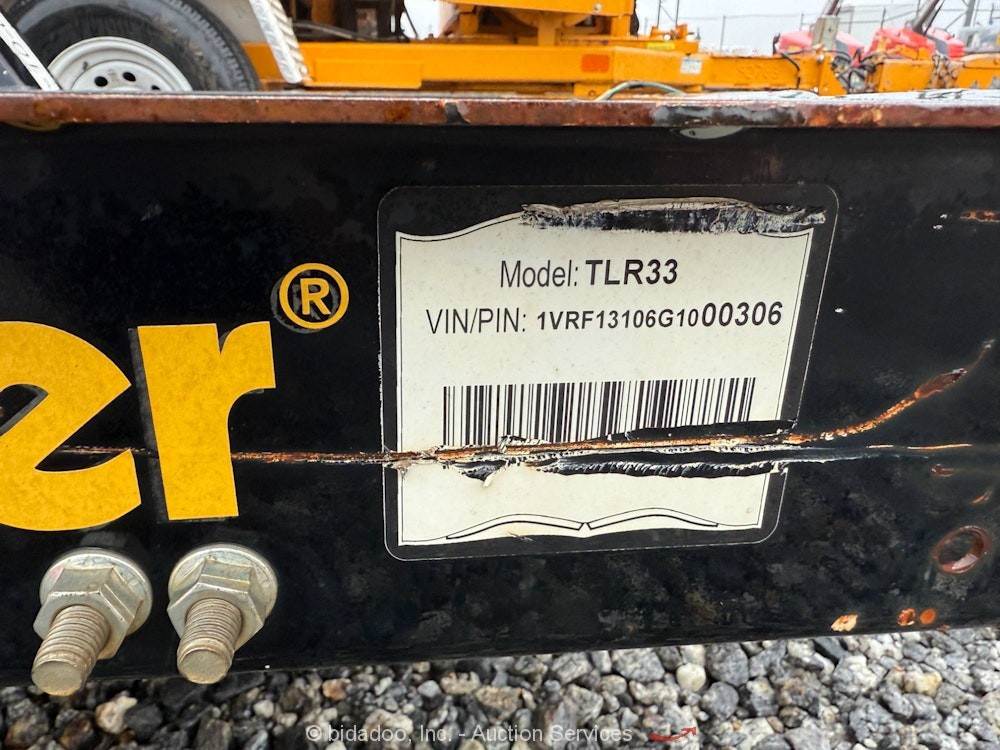 er®
Model: TLR33
VIN/PIN: 1VRF13106G1000306
© bidadoo, Inc. - Auction Services